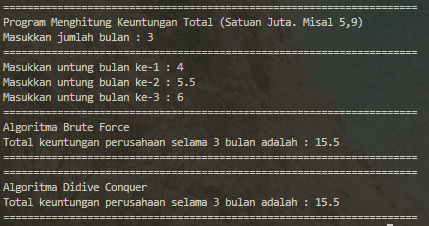 ================================================================
Program Menghitung Keuntungan Total (Satuan Juta. Misal 5,9)
Masukkan jumlah bulan : 3
================================================================
Masukkan untung bulan ke-1 : 4
Masukkan untung bulan ke-2 : 5.5
Masukkan untung bulan ke-3 : 6
================================================================
Algoritma Brute Force
Total keuntungan perusahaan selama 3 bulan adalah : 15.5
================================================================
================================================================
Algoritma Didive Conquer
Total keuntungan perusahaan selama 3 bulan adalah : 15.5
================================================================